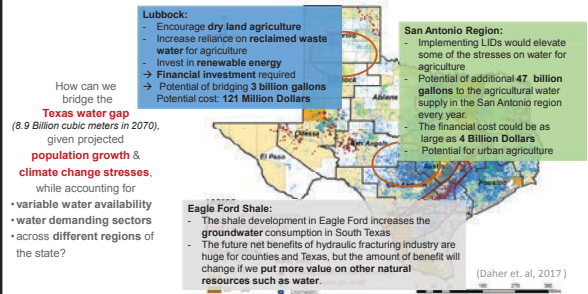 How can we
bridge the
Texas water gap
(8.9 Billion cubic meters in 2070),
given projected
population growth &
climate change stresses,
while accounting for
•variable water availability
•water demanding sectors
•across different regions of
the state?
Lubbock:
- Encourage dry land agriculture
- Increase reliance on reclaimed waste
water for agriculture
- Invest in renewable energy
→ Financial investment required
→ Potential of bridging 3 billion gallons
Potential cost: 121 Million Dollars
San Antonio Region:
- Implementing LIDs would elevate
some of the stresses on water for
agriculture
- Potential of additional 47 billion
gallons to the agricultural water
supply in the San Antonio region
every year.
- The financial cost could be as
large as 4 Billion Dollars
- Potential for urban agriculture
Abilene
Odessa
El Paso
San Angelo
Austin
Houston
Eagle Ford Shale:
- The shale development in Eagle Ford increases the
groundwater consumption in South Texas
- The future net benefits of hydraulic fracturing industry are
huge for counties and Texas, but the amount of benefit will
change if we put more value on other natural
resources such as water.
(Daher et. al, 2017 )
180 270 360